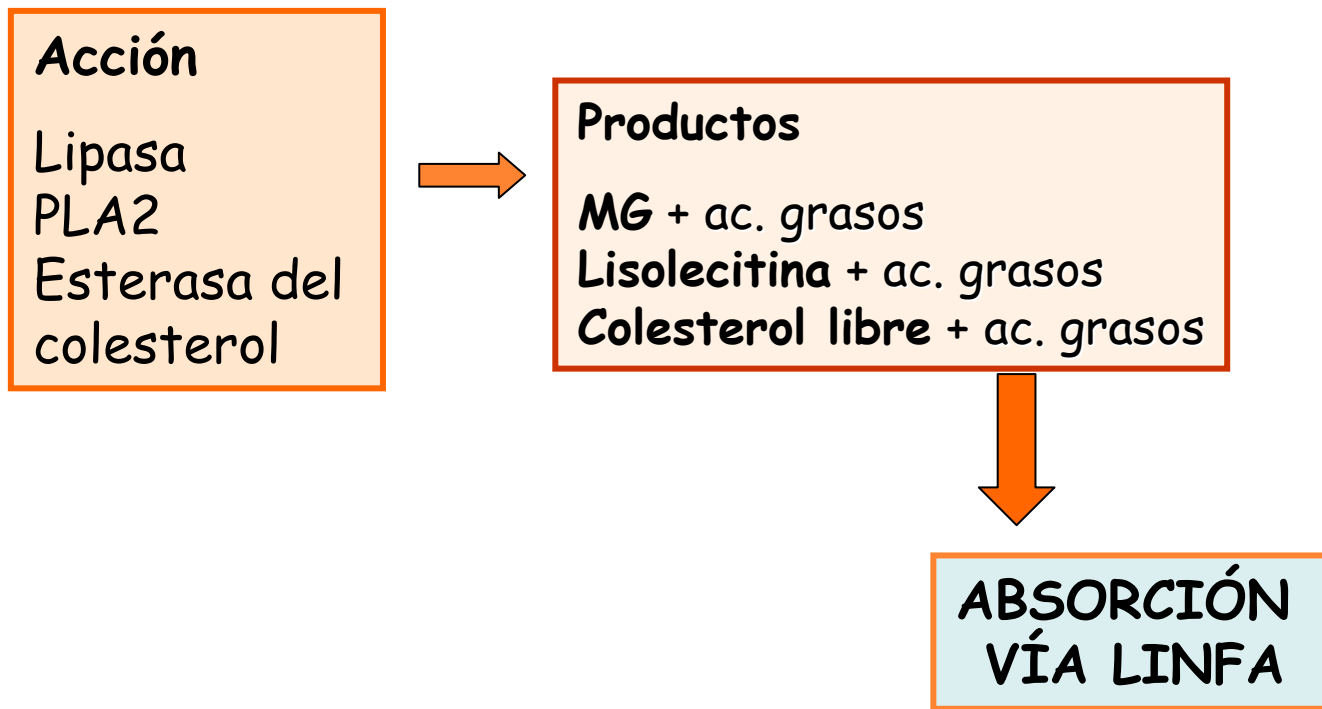 Acción
Lipasa
PLA2
Esterasa del
colesterol
Productos
MG + ac. grasos
Lisolecitina + ac. grasos
Colesterol libre + ac. grasos
ABSORCIÓN
VÍA LINFA